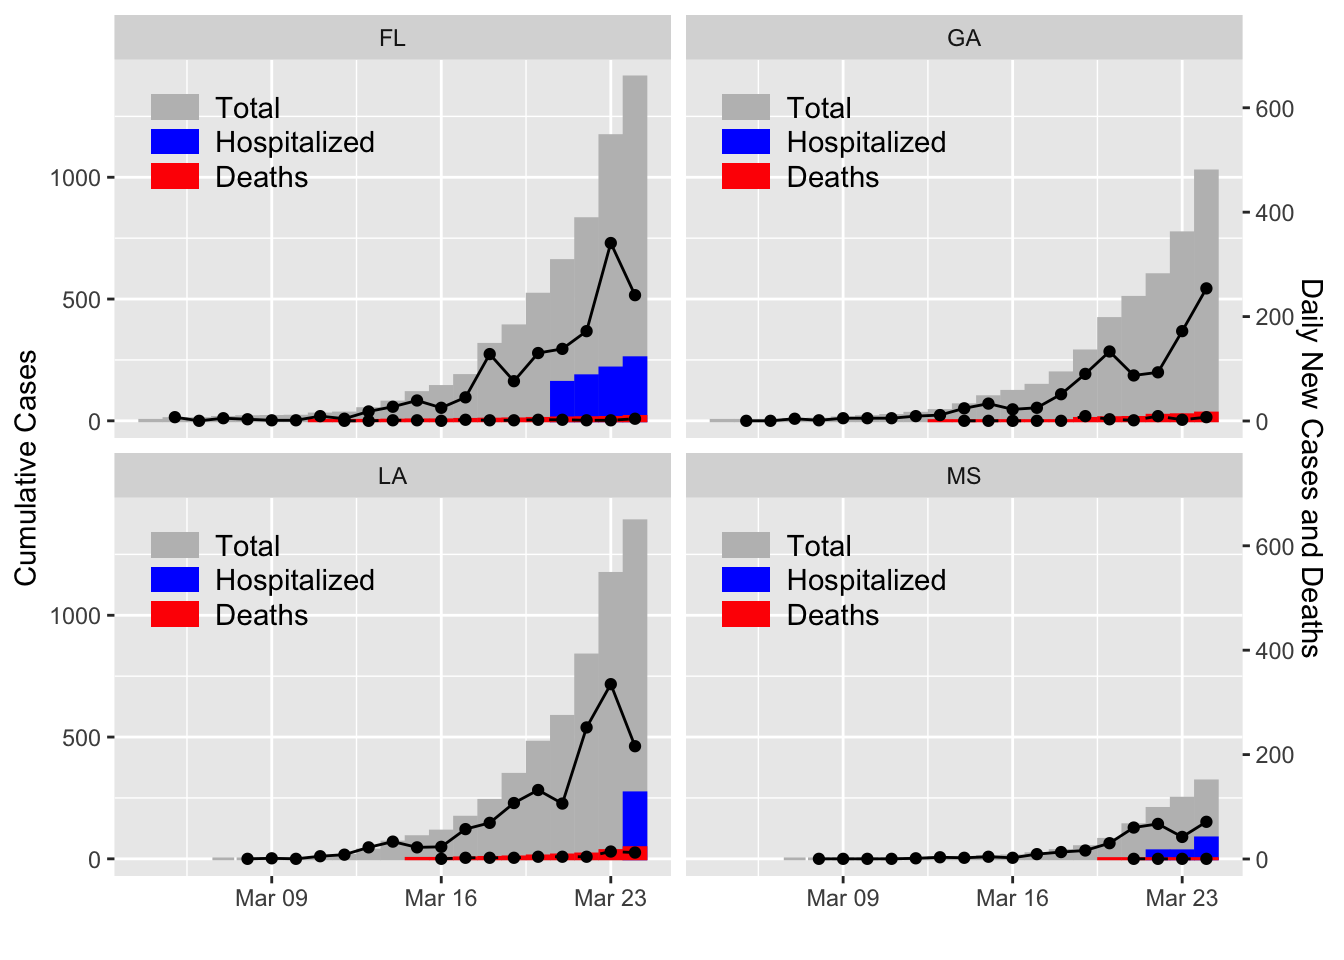 FL
GA
Total
Hospitalized
Deaths
Total
Hospitalized
Deaths
1000
500
0
600
400
200
0
Cumulative Cases
Daily New Cases and Deaths
LA
MS
Total
Hospitalized
Deaths
Total
Hospitalized
Deaths
1000
500
0
600
400
200
0
Mar 09
Mar 16
Mar 23
Mar 09
Mar 16
Mar 23